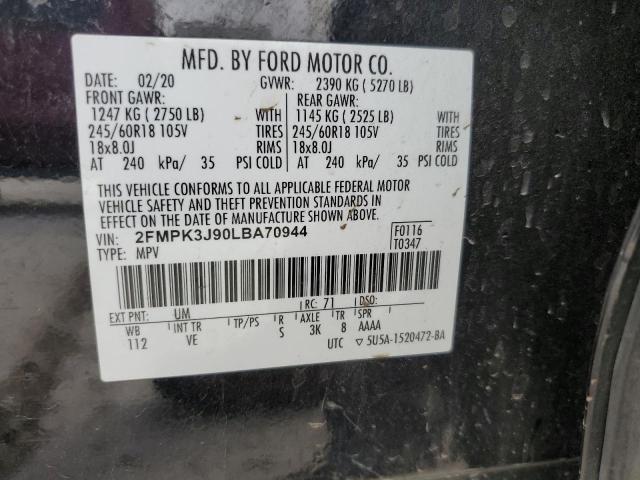 MFD. BY FORD MOTOR CO.
DATE: 02/20 GVWR: 2390 KG ( 5270 LB)
FRONT GAWR: REAR GAWR:
1247 KG ( 2750 LB) WITH 1145 KG ( 2525 LB) WITH
245/60R18 105V TIRES 245/60R18 105V TIRES
18x8.0J RIMS 18x8.0J RIMS
AT 240 kPa/ 35 PSI COLD AT 240 kPa/ 35 PSI COLD
THIS VEHICLE CONFORMS TO ALL APPLICABLE FEDERAL MOTOR
VEHICLE SAFETY AND THEFT PREVENTION STANDARDS IN
EFFECT ON THE DATE OF MANUFACTURE SHOWN ABOVE.
VIN: 2FMPK3J90LBA70944 F0116
TYPE: MPV T0347
EXT PNT: UM RC: 71 DSO:
WB INT TR TP/PS R AXLE TR SPR
112 VE S 3K 8 AAAA
UTC ▽ 5U5A-1520472-BA